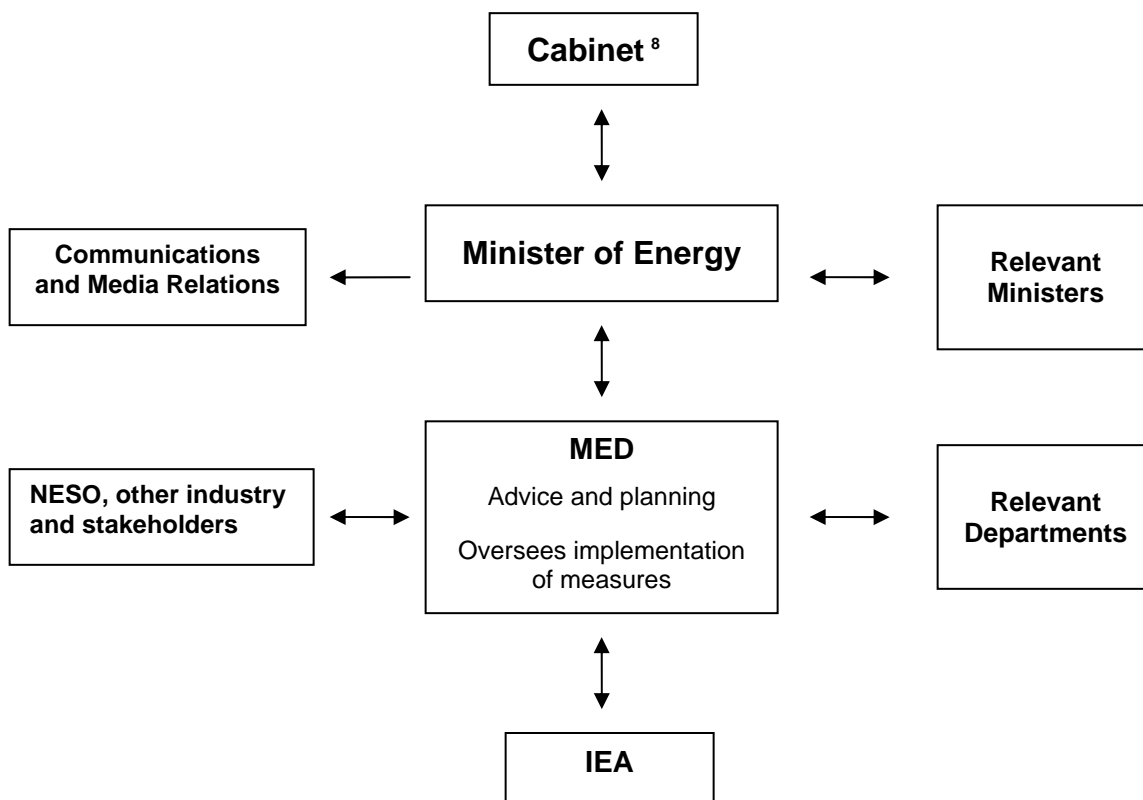 Cabinet 8
Communications
and Media Relations
Minister of Energy
Relevant
Ministers
NESO, other industry
and stakeholders
MED
Advice and planning
Oversees implementation
of measures
Relevant
Departments
IEA